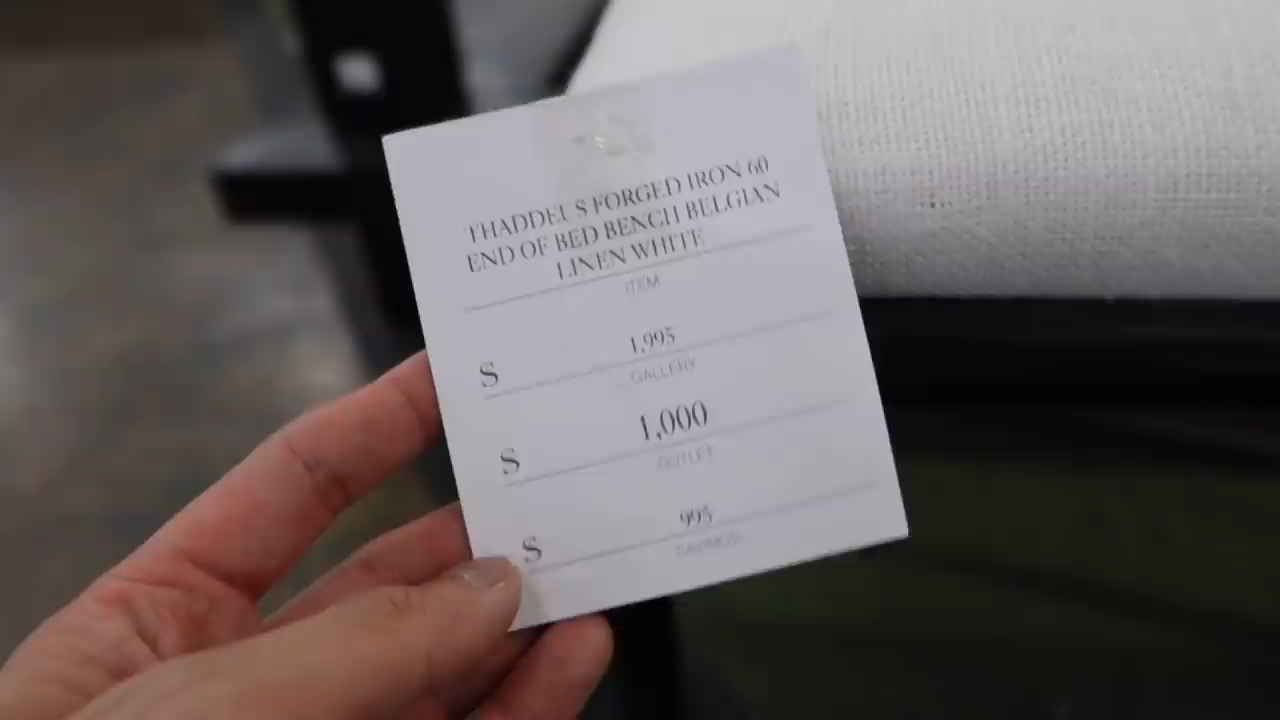 THADDEUS FORGED IRON 60
END OF BED BENCH BELGIAN
LINEN WHITE
ITEM
$ 1,995
GALLERY
$ 1,000
OUTLET
$ 995
SAVINGS